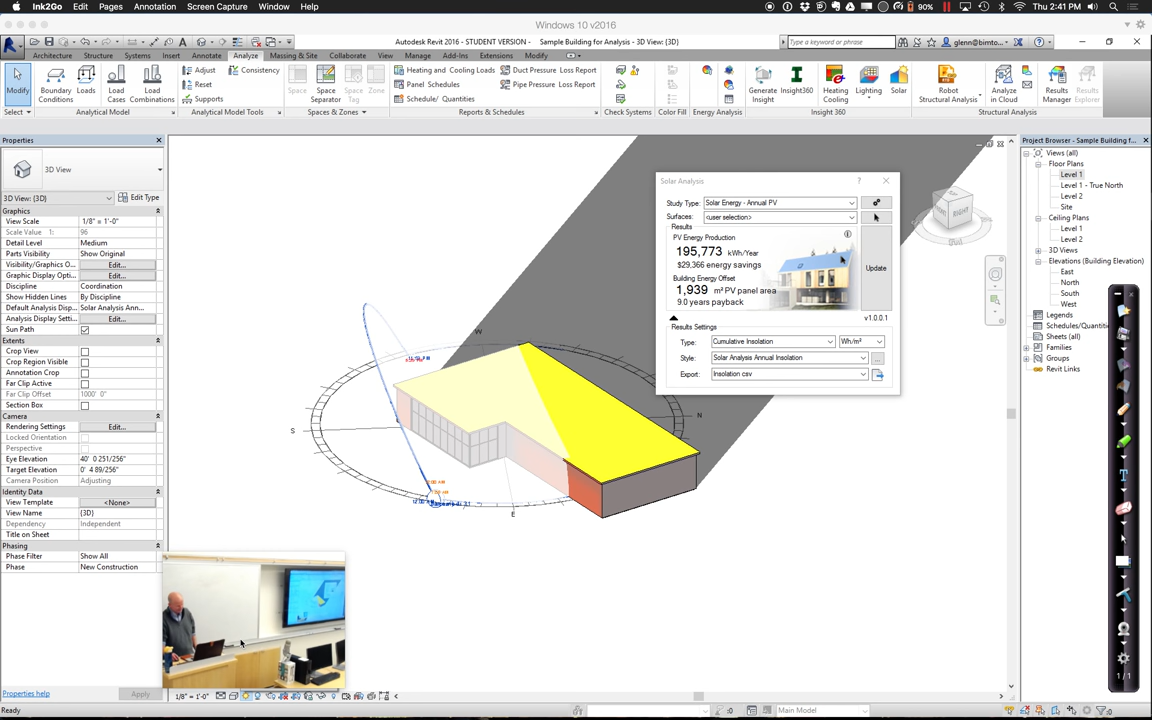 Ink2Go Edit Pages Annotation Screen Capture Window Help
90% Thu 2:41 PM
Windows 10 v2016
Autodesk Revit 2016 - STUDENT VERSION - Sample Building for Analysis - 3D View: {3D}
Type a keyword or phrase
glenn@bimto...
Architecture Structure Systems Insert Annotate Analyze Massing & Site Collaborate View Manage Add-Ins Extensions Modify
Modify
Boundary Conditions
Loads
Load Cases
Load Combinations
Adjust
Reset
Supports
Consistency
Space
Space Separator
Space Tag
Zone
Heating and Cooling Loads
Panel Schedules
Schedule/ Quantities
Duct Pressure Loss Report
Pipe Pressure Loss Report
Generate Insight
Insight360
Heating Cooling
Lighting
Solar
Robot Structural Analysis
Analyze in Cloud
Results Manager
Results Explorer
Select Analytical Model Analytical Model Tools Spaces & Zones Reports & Schedules Check Systems Color Fill Energy Analysis Insight 360 Structural Analysis
Properties
3D View
3D View: {3D} Edit Type
Graphics
View Scale 1/8" = 1'-0"
Scale Value 1: 96
Detail Level Medium
Parts Visibility Show Original
Visibility/Graphics O... Edit...
Graphic Display Opti... Edit...
Discipline Coordination
Show Hidden Lines By Discipline
Default Analysis Disp... Solar Analysis Ann...
Analysis Display Setti... Edit...
Sun Path
Extents
Crop View
Crop Region Visible
Annotation Crop
Far Clip Active
Far Clip Offset 1000' 0"
Section Box
Camera
Rendering Settings Edit...
Locked Orientation
Perspective
Eye Elevation 40' 0 251/256"
Target Elevation 0' 4 89/256"
Camera Position Adjusting
Identity Data
View Template <None>
View Name {3D}
Dependency Independent
Title on Sheet
Phasing
Phase Filter Show All
Phase New Construction
Properties help
Apply
W
N
S
E
Solar Analysis
?
Study Type: Solar Energy - Annual PV
Surfaces: <user selection>
Results
PV Energy Production
195,773 kWh/Year
$29,366 energy savings
Building Energy Offset
1,939 m² PV panel area
9.0 years payback
Update
v1.0.0.1
Results Settings
Type: Cumulative Insolation Wh/m²
Style: Solar Analysis Annual Insolation ...
Export: Insolation csv
RIGHT
Project Browser - Sample Building f...
Views (all)
Floor Plans
Level 1
Level 1 - True North
Level 2
Site
Ceiling Plans
Level 1
Level 2
3D Views
Elevations (Building Elevation)
East
North
South
West
Legends
Schedules/Quantitie
Sheets (all)
Families
Groups
Revit Links
1 / 1
1/8" = 1'-0"
Ready
:0
Main Model
:0